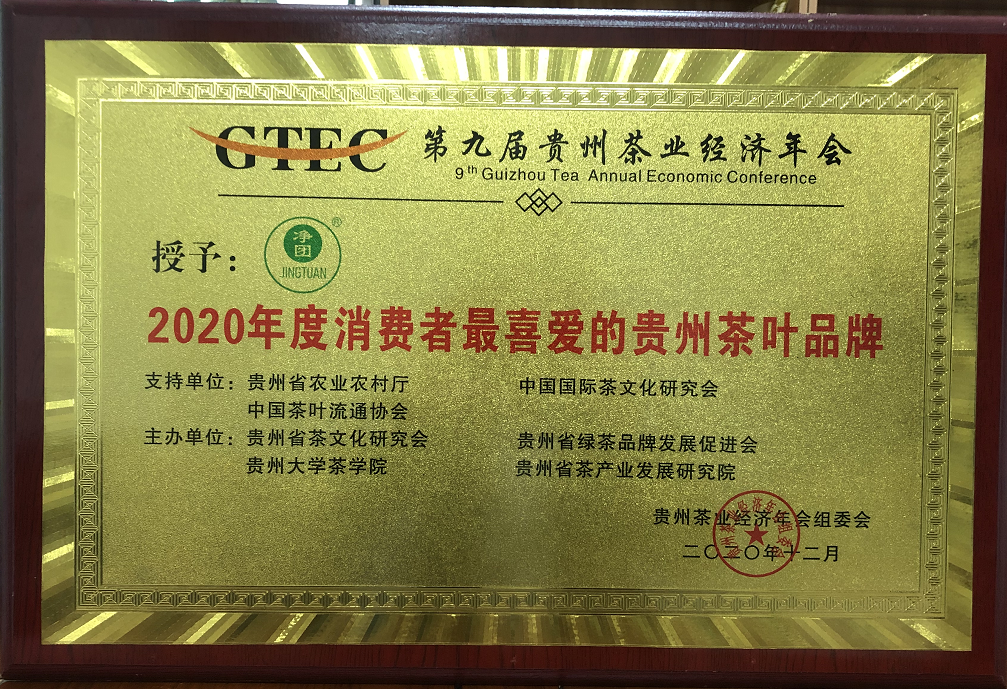 GTEC 第九届贵州茶业经济年会
9th Guizhou Tea Annual Economic Conference
授予：
净团
JINGTUAN
®
2020年度消费者最喜爱的贵州茶叶品牌
支持单位：贵州省农业农村厅 中国国际茶文化研究会
中国茶叶流通协会
主办单位：贵州省茶文化研究会 贵州省绿茶品牌发展促进会
贵州大学茶学院 贵州省茶产业发展研究院
贵州茶业经济年会组委会
二〇二〇年十二月